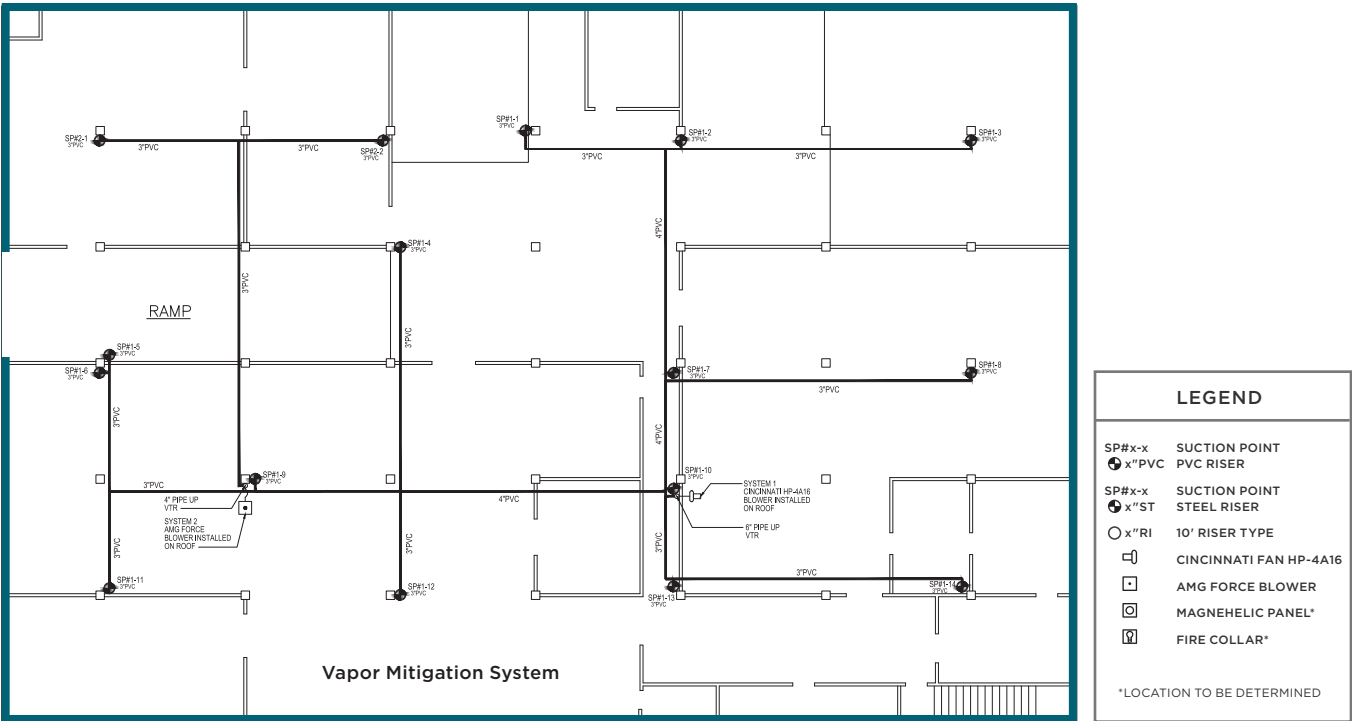 SP#2-1
3"PVC
3"PVC
3"PVC
SP#2-2
3"PVC
SP#1-1
3"PVC
3"PVC
SP#1-2
3"PVC
3"PVC
SP#1-3
3"PVC
4"PVC
SP#1-4
3"PVC
3"PVC
RAMP
3"PVC
SP#1-5
3"PVC
SP#1-6
3"PVC
SP#1-7
3"PVC
3"PVC
SP#1-8
3"PVC
3"PVC
4"PVC
SP#1-9
3"PVC
3"PVC
4"PVC
SP#1-10
3"PVC
SYSTEM 1
CINCINNATI HP-4A16
BLOWER INSTALLED
ON ROOF
4" PIPE UP
VTR
SYSTEM 2
AMG FORCE
BLOWER INSTALLED
ON ROOF
6" PIPE UP
VTR
3"PVC
3"PVC
3"PVC
SP#1-11
3"PVC
SP#1-12
3"PVC
3"PVC
SP#1-13
3"PVC
SP#1-14
3"PVC
Vapor Mitigation System
LEGEND
SP#x-x SUCTION POINT
x"PVC PVC RISER
SP#x-x SUCTION POINT
x"ST STEEL RISER
x"RI 10' RISER TYPE
CINCINNATI FAN HP-4A16
AMG FORCE BLOWER
MAGNEHELIC PANEL*
FIRE COLLAR*
*LOCATION TO BE DETERMINED